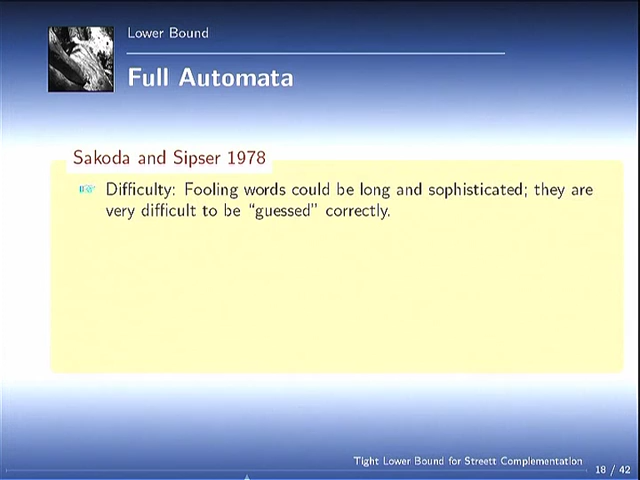 Lower Bound
Full Automata
Sakoda and Sipser 1978
Difficulty: Fooling words could be long and sophisticated; they are
very difficult to be “guessed” correctly.
Tight Lower Bound for Streett Complementation
18 / 42